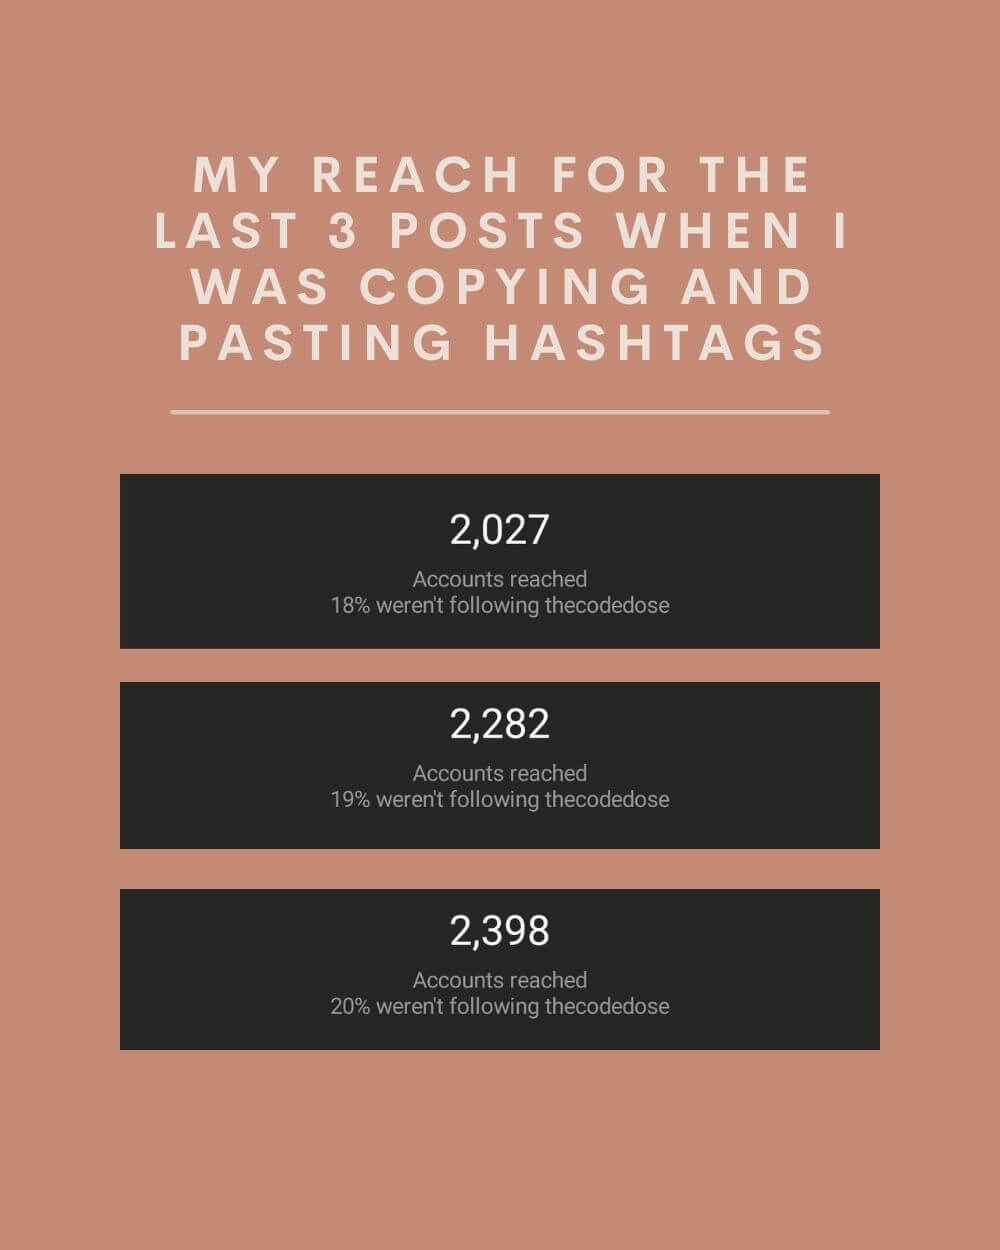 MY REACH FOR THE
LAST 3 POSTS WHEN I
WAS COPYING AND
PASTING HASHTAGS
2,027
Accounts reached
18% weren't following thecodedose
2,282
Accounts reached
19% weren't following thecodedose
2,398
Accounts reached
20% weren't following thecodedose